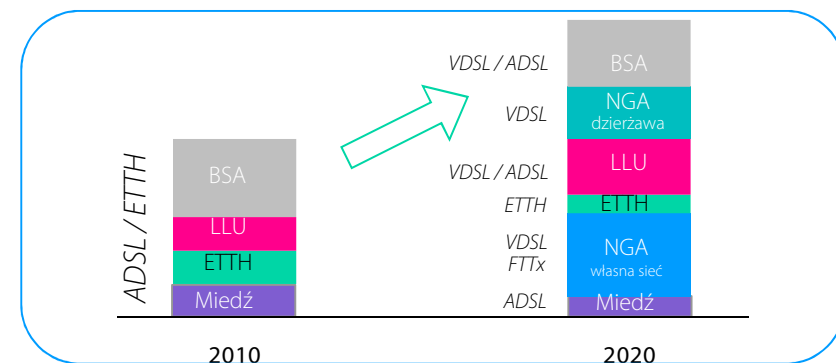 ADSL / ETTH
BSA
LLU
ETTH
Miedź
2010
VDSL / ADSL
BSA
VDSL
NGA
dzierżawa
VDSL / ADSL
LLU
ETTH
ETTH
VDSL
FTTx
NGA
własna sieć
ADSL
Miedź
2020